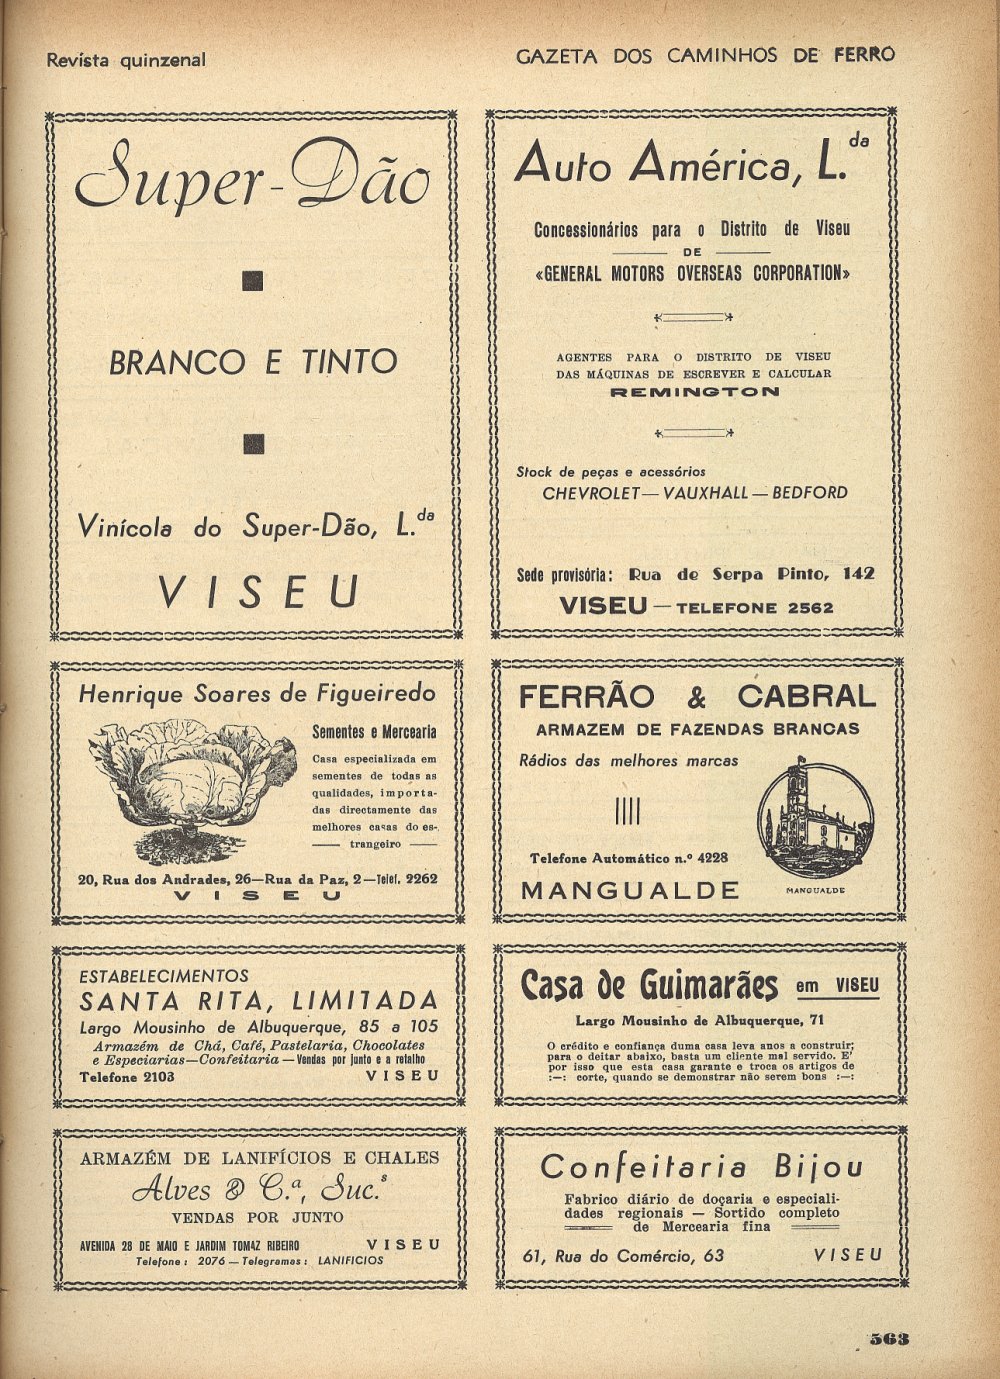 Revista quinzenal
GAZETA DOS CAMINHOS DE FERRO
Super-Dão
BRANCO E TINTO
Vinícola do Super-Dão, L.da
VISEU
Auto América, L.da
Concessionários para o Distrito de Viseu
DE
«GENERAL MOTORS OVERSEAS CORPORATION»
AGENTES PARA O DISTRITO DE VISEU
DAS MÁQUINAS DE ESCREVER E CALCULAR
REMINGTON
Stock de peças e acessórios
CHEVROLET — VAUXHALL — BEDFORD
Sede provisória: Rua de Serpa Pinto, 142
VISEU — TELEFONE 2562
Henrique Soares de Figueiredo
Sementes e Mercearia
Casa especializada em
sementes de todas as
qualidades, importa-
das directamente das
melhores casas do es-
trangeiro
20, Rua dos Andrades, 26—Rua da Paz, 2—Telef. 2262
VISEU
FERRÃO & CABRAL
ARMAZEM DE FAZENDAS BRANCAS
Rádios das melhores marcas
Telefone Automático n.º 4228
MANGUALDE
MANGUALDE
ESTABELECIMENTOS
SANTA RITA, LIMITADA
Largo Mousinho de Albuquerque, 85 a 105
Armazém de Chá, Café, Pastelaria, Chocolates
e Especiarias—Confeitaria—Vendas por junto e a retalho
Telefone 2103 VISEU
Casa de Guimarães em VISEU
Largo Mousinho de Albuquerque, 71
O crédito e confiança duma casa leva anos a construir;
para o deitar abaixo, basta um cliente mal servido. E'
por isso que esta casa garante e troca os artigos de
:—: corte, quando se demonstrar não serem bons :—:
ARMAZÉM DE LANIFÍCIOS E CHALES
Alves & C.ª, Suc.s
VENDAS POR JUNTO
AVENIDA 28 DE MAIO E JARDIM TOMAZ RIBEIRO VISEU
Telefone: 2076 — Telegramas: LANIFICIOS
Confeitaria Bijou
Fabrico diário de doçaria e especiali-
dades regionais — Sortido completo
de Mercearia fina
61, Rua do Comércio, 63 VISEU
563